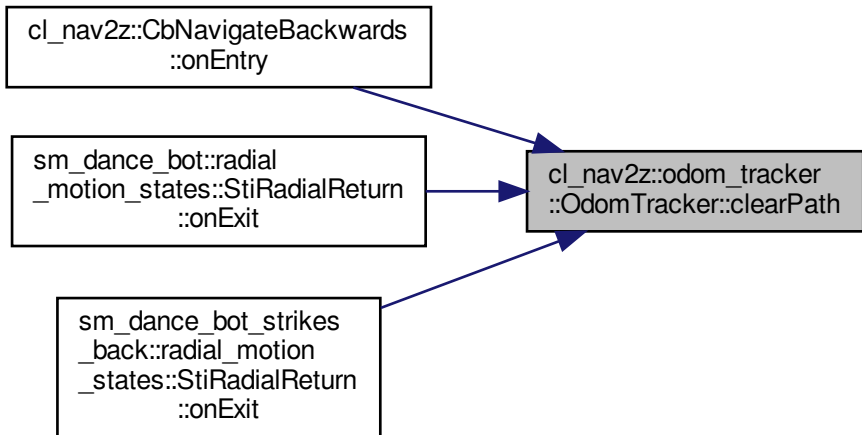 cl_nav2z::CbNavigateBackwards
::onEntry
sm_dance_bot::radial
_motion_states::StiRadialReturn
::onExit
cl_nav2z::odom_tracker
::OdomTracker::clearPath
sm_dance_bot_strikes
_back::radial_motion
_states::StiRadialReturn
::onExit